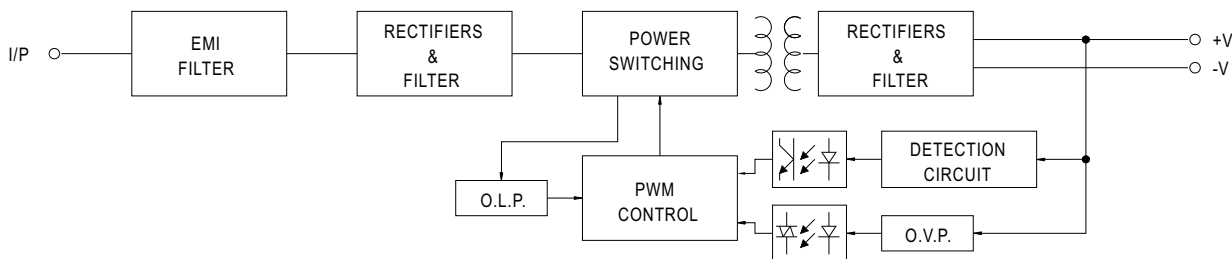 I/P
EMI
FILTER
RECTIFIERS
&
FILTER
POWER
SWITCHING
RECTIFIERS
&
FILTER
+V
-V
DETECTION
CIRCUIT
O.L.P.
PWM
CONTROL
O.V.P.